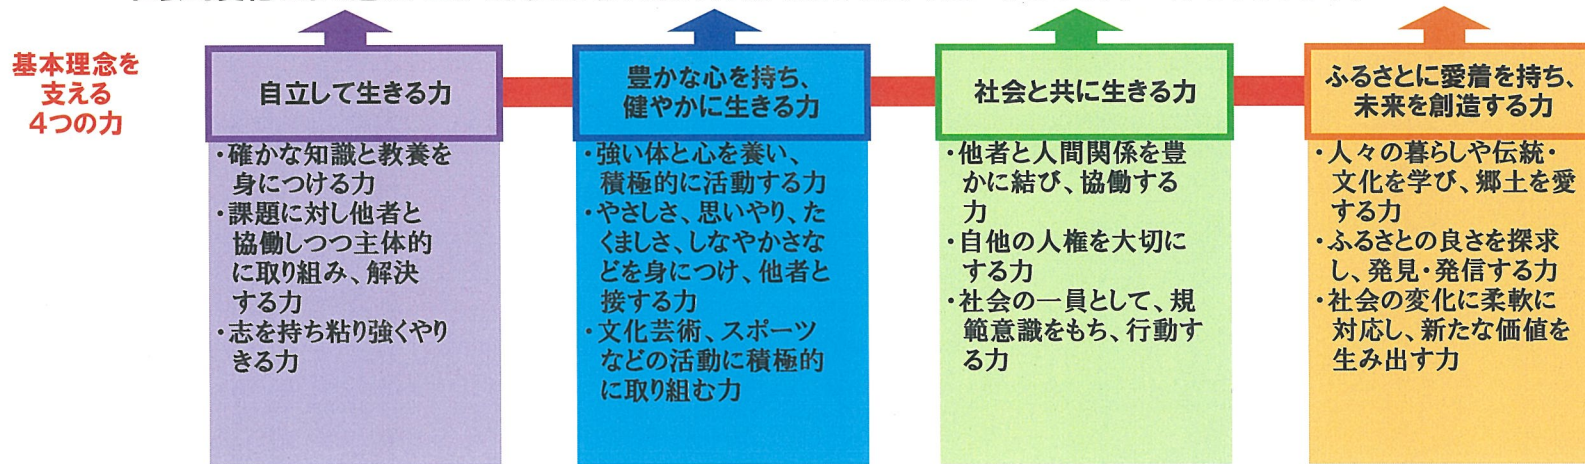 基本理念を
支える
4つの力
自立して生きる力
・確かな知識と教養を
身につける力
・課題に対し他者と
協働しつつ主体的
に取り組み、解決
する力
・志を持ち粘り強くやり
きる力
豊かな心を持ち、
健やかに生きる力
・強い体と心を養い、
積極的に活動する力
・やさしさ、思いやり、た
くましさ、しなやかさな
どを身につけ、他者と
接する力
・文化芸術、スポーツ
などの活動に積極的
に取り組む力
社会と共に生きる力
・他者と人間関係を豊
かに結び、協働する
力
・自他の人権を大切に
する力
・社会の一員として、規
範意識をもち、行動す
る力
ふるさとに愛着を持ち、
未来を創造する力
・人々の暮らしや伝統・
文化を学び、郷土を愛
する力
・ふるさとの良さを探求
し、発見・発信する力
・社会の変化に柔軟に
対応し、新たな価値を
生み出す力